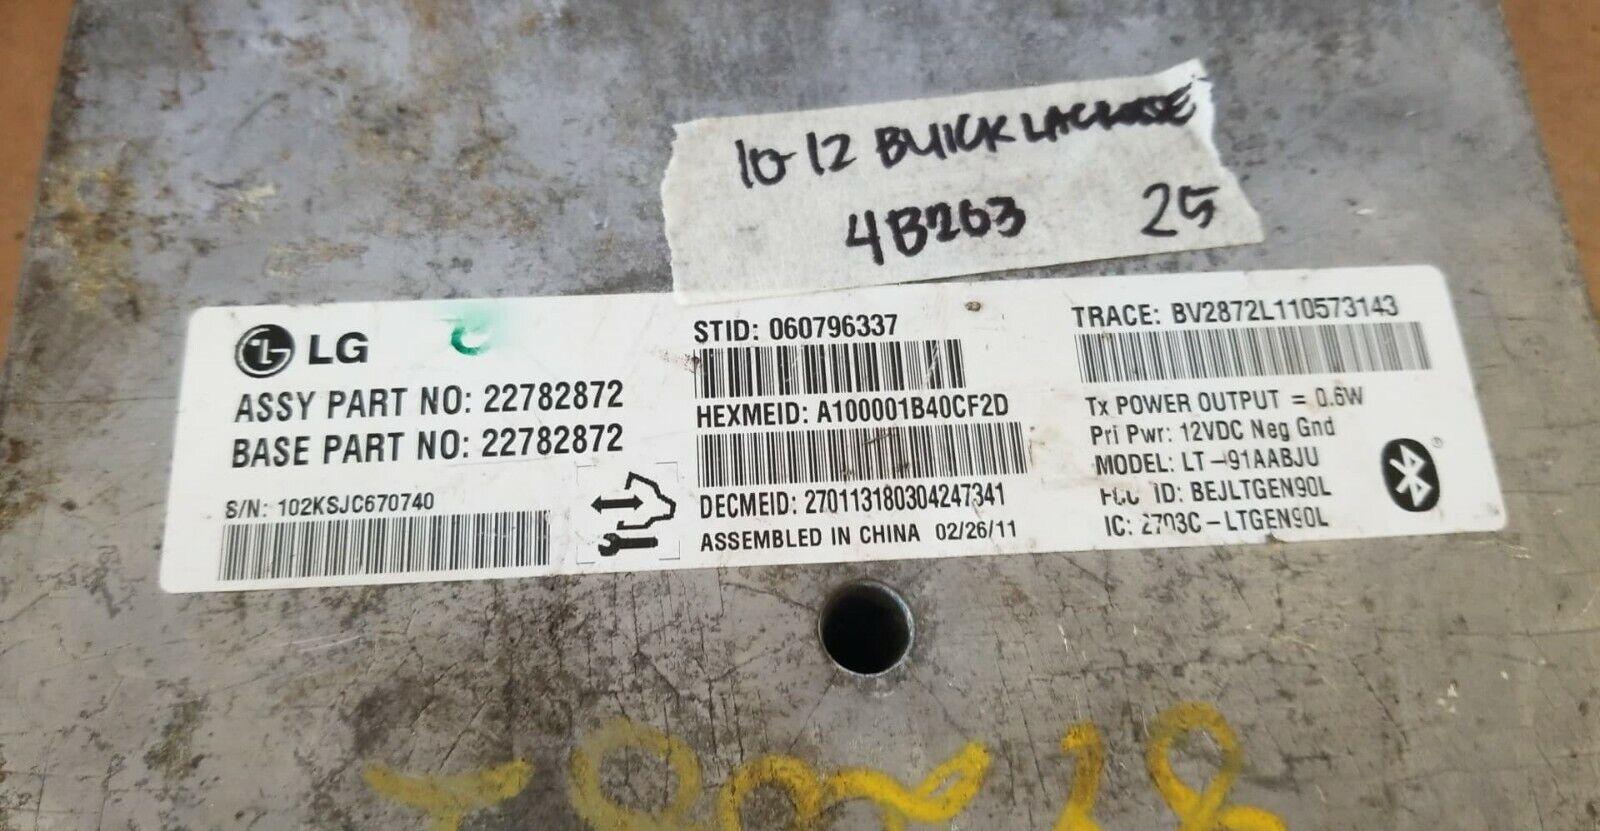 10-12 BUICK LACROSSE
4B263 25
LG
ASSY PART NO: 22782872
BASE PART NO: 22782872
S/N: 102KSJC670740
STID: 060796337
HEXMEID: A100001B40CF2D
DECMEID: 270113180304247341
ASSEMBLED IN CHINA 02/26/11
TRACE: BV2872L110573143
Tx POWER OUTPUT = 0.6W
Pri Pwr: 12VDC Neg Gnd
MODEL: LT-91AABJU
FCC ID: BEJLTGEN90L
IC: 2703C-LTGEN90L